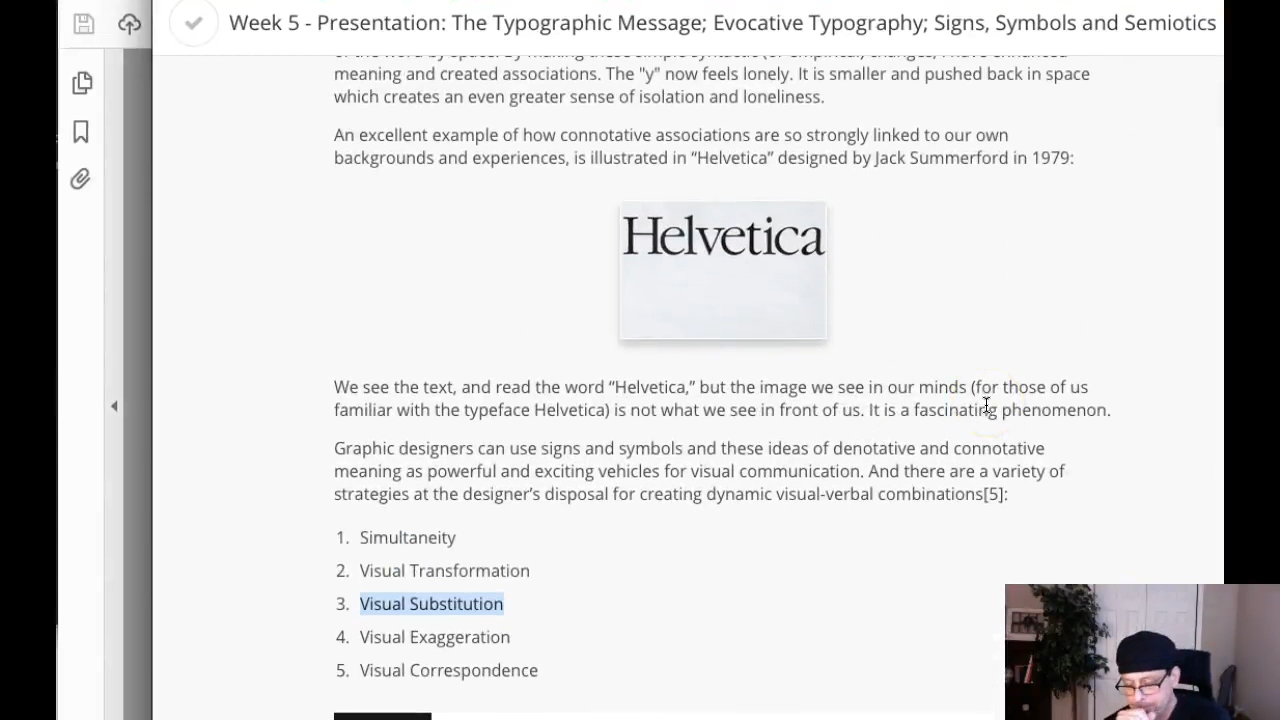 Week 5 - Presentation: The Typographic Message; Evocative Typography; Signs, Symbols and Semiotics
meaning and created associations. The "y" now feels lonely. It is smaller and pushed back in space
which creates an even greater sense of isolation and loneliness.
An excellent example of how connotative associations are so strongly linked to our own
backgrounds and experiences, is illustrated in “Helvetica” designed by Jack Summerford in 1979:
Helvetica
We see the text, and read the word “Helvetica,” but the image we see in our minds (for those of us
familiar with the typeface Helvetica) is not what we see in front of us. It is a fascinating phenomenon.
Graphic designers can use signs and symbols and these ideas of denotative and connotative
meaning as powerful and exciting vehicles for visual communication. And there are a variety of
strategies at the designer’s disposal for creating dynamic visual-verbal combinations[5]:
1. Simultaneity
2. Visual Transformation
3. Visual Substitution
4. Visual Exaggeration
5. Visual Correspondence